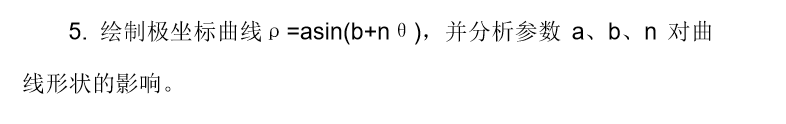 5. 绘制极坐标曲线ρ=asin(b+nθ)，并分析参数 a、b、n 对曲
线形状的影响。